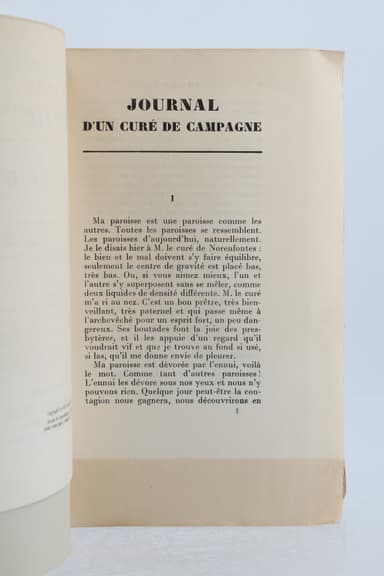 JOURNAL
D'UN CURÉ DE CAMPAGNE
I
Ma paroisse est une paroisse comme les
autres. Toutes les paroisses se ressemblent.
Les paroisses d'aujourd'hui, naturellement.
Je le disais hier à M. le curé de Norenfontes :
le bien et le mal doivent s'y faire équilibre,
seulement le centre de gravité est placé bas,
très bas. Ou, si vous aimez mieux, l'un et
l'autre s'y superposent sans se mêler, comme
deux liquides de densité différente. M. le curé
m'a ri au nez. C'est un bon prêtre, très bien-
veillant, très paternel et qui passe même à
l'archevêché pour un esprit fort, un peu dan-
gereux. Ses boutades font la joie des pres-
bytères, et il les appuie d'un regard qu'il
voudrait vif et que je trouve au fond si usé,
si las, qu'il me donne envie de pleurer.
Ma paroisse est dévorée par l'ennui, voilà
le mot. Comme tant d'autres paroisses !
L'ennui les dévore sous nos yeux et nous n'y
pouvons rien. Quelque jour peut-être la con-
tagion nous gagnera, nous découvrirons en
1